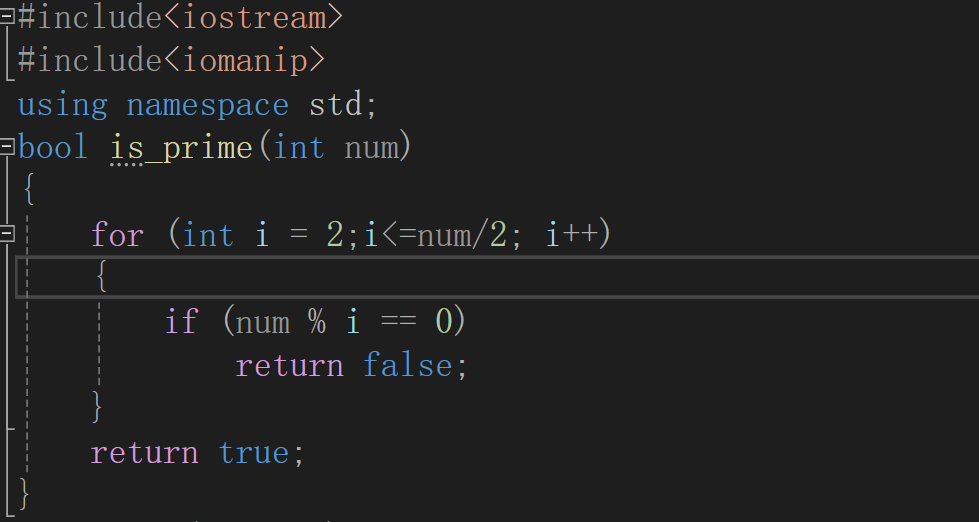 #include<iostream>
#include<iomanip>
using namespace std;
bool is_prime(int num)
{
    for (int i = 2;i<=num/2; i++)
    {
        if (num % i == 0)
            return false;
    }
    return true;
}